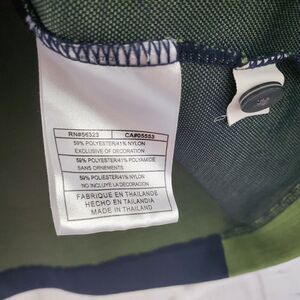 RN#56323 CA#05553
59% POLYESTER/41% NYLON
EXCLUSIVE OF DECORATION
59% POLYESTER/41% POLYAMIDE
SANS ORNEMENTS
59% POLIESTER/41% NYLON
NO INCLUYE LA DECORACION
FABRIQUE EN THAILANDE
HECHO EN TAILANDIA
MADE IN THAILAND